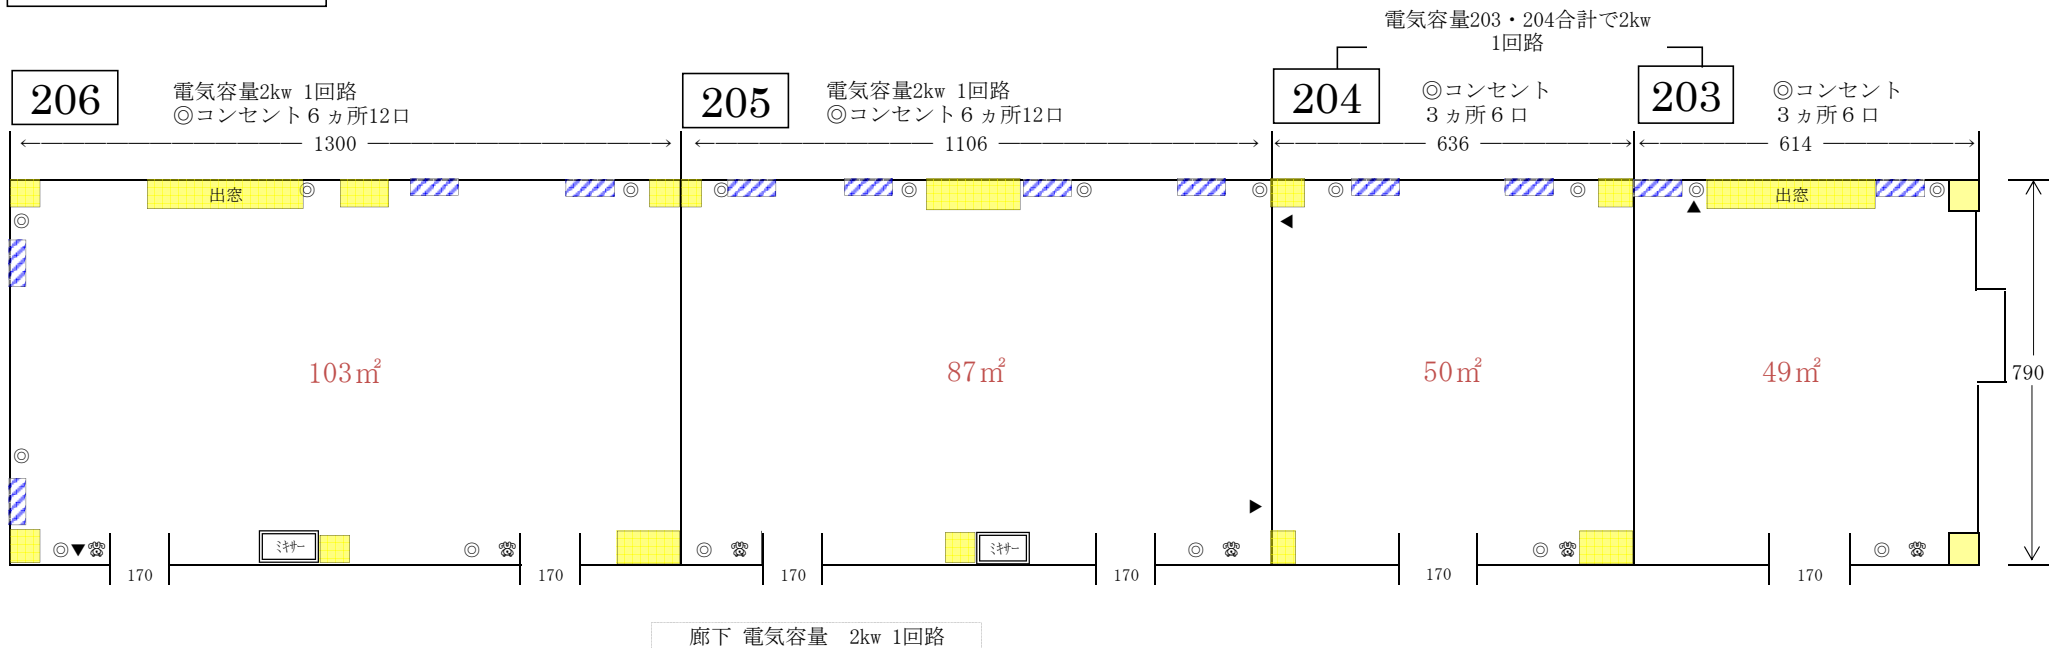 電気容量203・204合計で2kw
1回路
206
電気容量2kw 1回路
◎コンセント６ヵ所12口
205
電気容量2kw 1回路
◎コンセント６ヵ所12口
204
◎コンセント
３ヵ所６口
203
◎コンセント
３ヵ所６口
1300
1106
636
614
出窓
出窓
103㎡
87㎡
50㎡
49㎡
790
ﾐｷｻｰ
ﾐｷｻｰ
170
170
170
170
170
170
廊下 電気容量　2kw 1回路